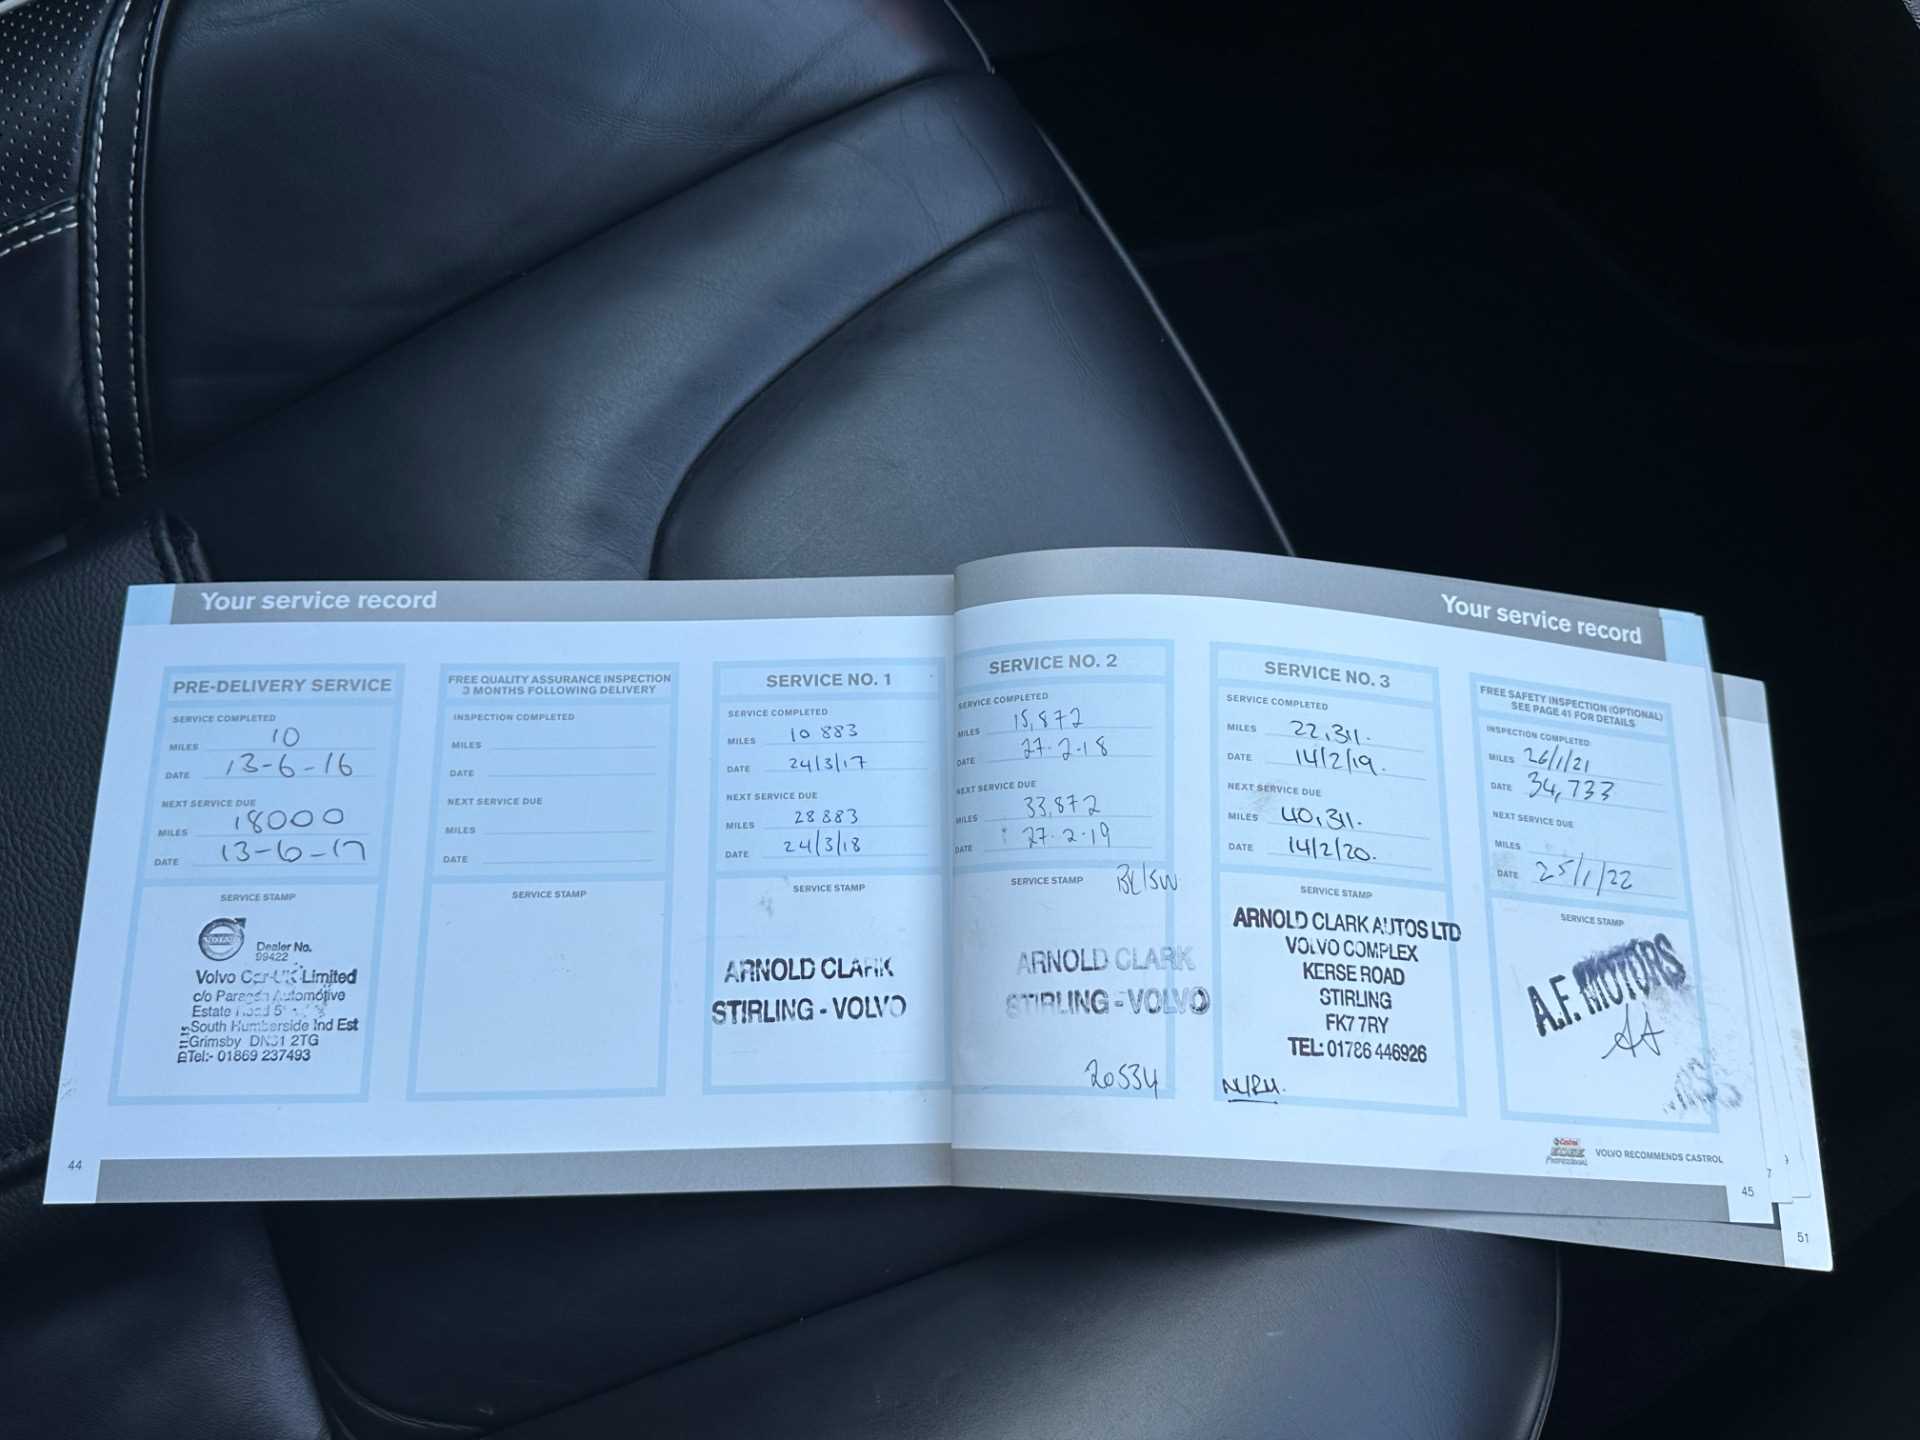 Your service record
PRE-DELIVERY SERVICE
SERVICE COMPLETED
MILES 10
DATE 13-6-16
NEXT SERVICE DUE
MILES 18000
DATE 13-6-17
SERVICE STAMP
VOLVO
Dealer No.
99422
Volvo Car UK Limited
c/o Paragon Automotive
Estate Road
South Humberside Ind Est
Grimsby DN31 2TG
Tel:- 01869 237493
FREE QUALITY ASSURANCE INSPECTION
3 MONTHS FOLLOWING DELIVERY
INSPECTION COMPLETED
MILES
DATE
NEXT SERVICE DUE
MILES
DATE
SERVICE STAMP
SERVICE NO. 1
SERVICE COMPLETED
MILES 10 883
DATE 24/3/17
NEXT SERVICE DUE
MILES 28 883
DATE 24/3/18
SERVICE STAMP
ARNOLD CLARK
STIRLING - VOLVO
44
Your service record
SERVICE NO. 2
SERVICE COMPLETED
MILES 15,872
DATE 27-2-18
NEXT SERVICE DUE
MILES 33,872
DATE 27-2-19
SERVICE STAMP
ARNOLD CLARK
STIRLING - VOLVO
20534
SERVICE NO. 3
SERVICE COMPLETED
MILES 22,311.
DATE 14/2/19.
NEXT SERVICE DUE
MILES 40,311.
DATE 14/2/20.
SERVICE STAMP
ARNOLD CLARK AUTOS LTD
VOLVO COMPLEX
KERSE ROAD
STIRLING
FK7 7RY
TEL: 01786 446926
FREE SAFETY INSPECTION (OPTIONAL)
SEE PAGE 41 FOR DETAILS
INSPECTION COMPLETED
MILES 26/1/21
DATE 34,733
NEXT SERVICE DUE
MILES
DATE 25/1/22
SERVICE STAMP
A.F. MOTORS
Castrol
EDGE
Professional
VOLVO RECOMMENDS CASTROL
45
7
51